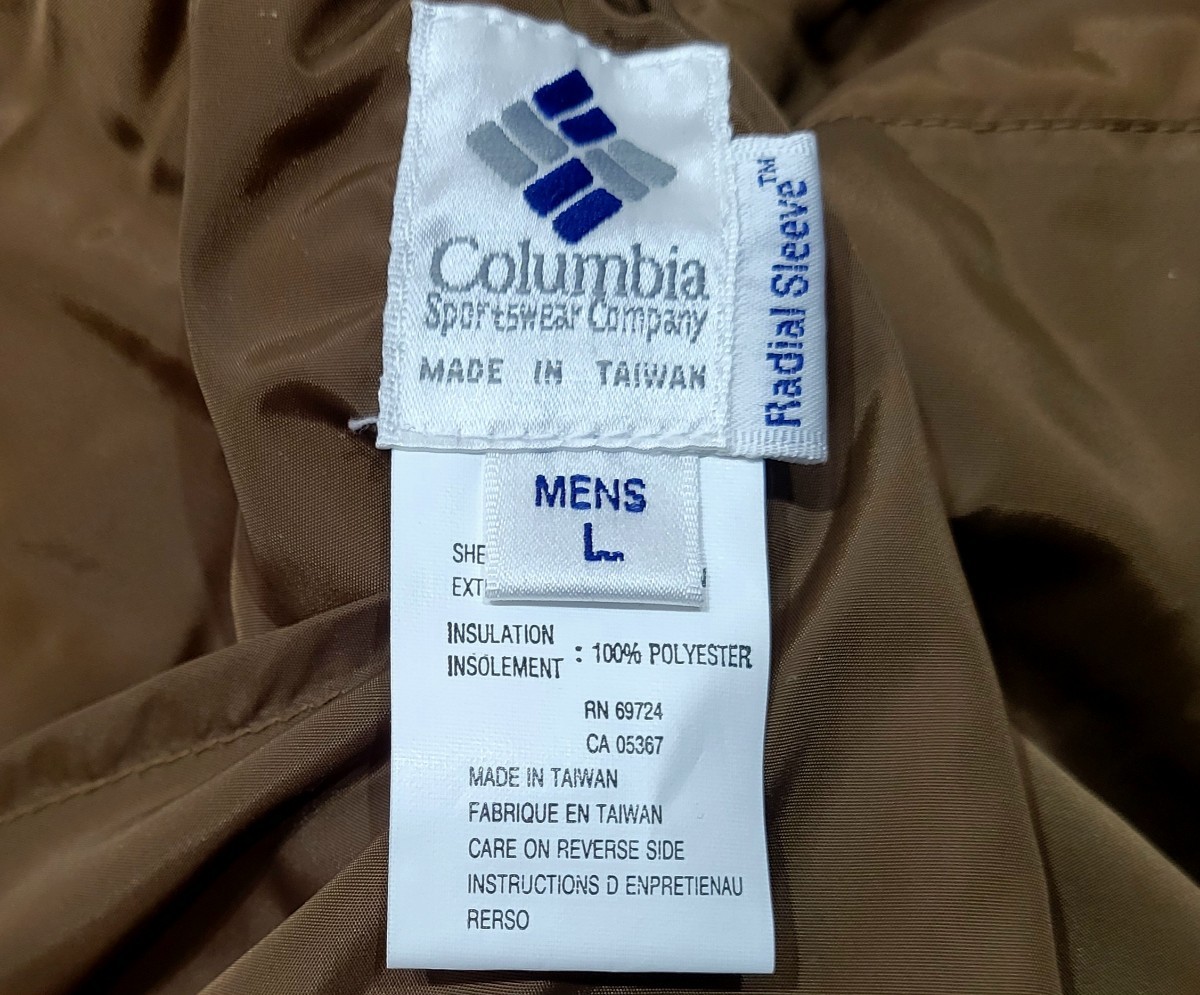 Columbia
Sportswear Company
MADE IN TAIWAN
Radial Sleeve™
MENS
L
SHE
EXT
INSULATION
INSOLEMENT : 100% POLYESTER
RN 69724
CA 05367
MADE IN TAIWAN
FABRIQUE EN TAIWAN
CARE ON REVERSE SIDE
INSTRUCTIONS D ENPRETIENAU
RERSO